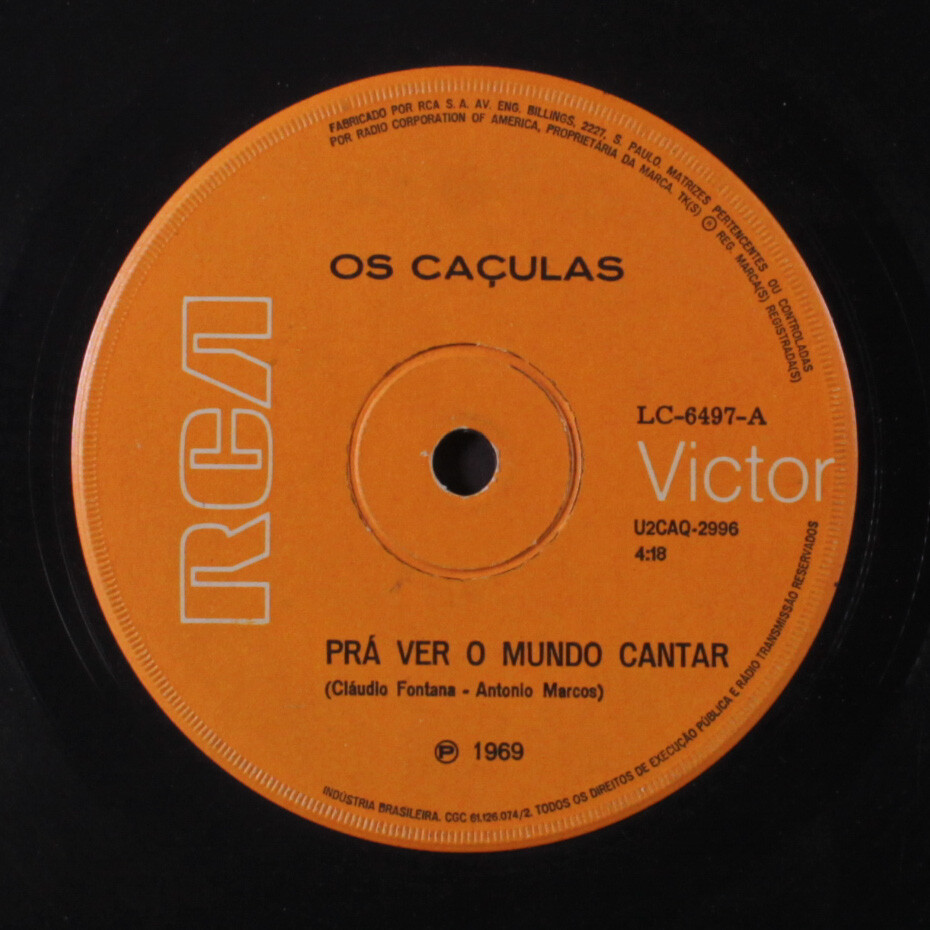 FABRICADO POR RCA S. A. AV. ENG. BILLINGS, 2227, S. PAULO. MATRIZES PERTENCENTES OU CONTROLADAS
POR RADIO CORPORATION OF AMERICA, PROPRIETÁRIA DA MARCA. TK(S) ® REG. MARCA(S) REGISTRADA(S)
OS CAÇULAS
RCA
LC-6497-A
Victor
U2CAQ-2996
4:18
PRÁ VER O MUNDO CANTAR
(Cláudio Fontana - Antonio Marcos)
℗ 1969
INDÚSTRIA BRASILEIRA. CGC 61.126.074/2. TODOS OS DIREITOS DE EXECUÇÃO PÚBLICA E RÁDIO TRANSMISSÃO RESERVADOS